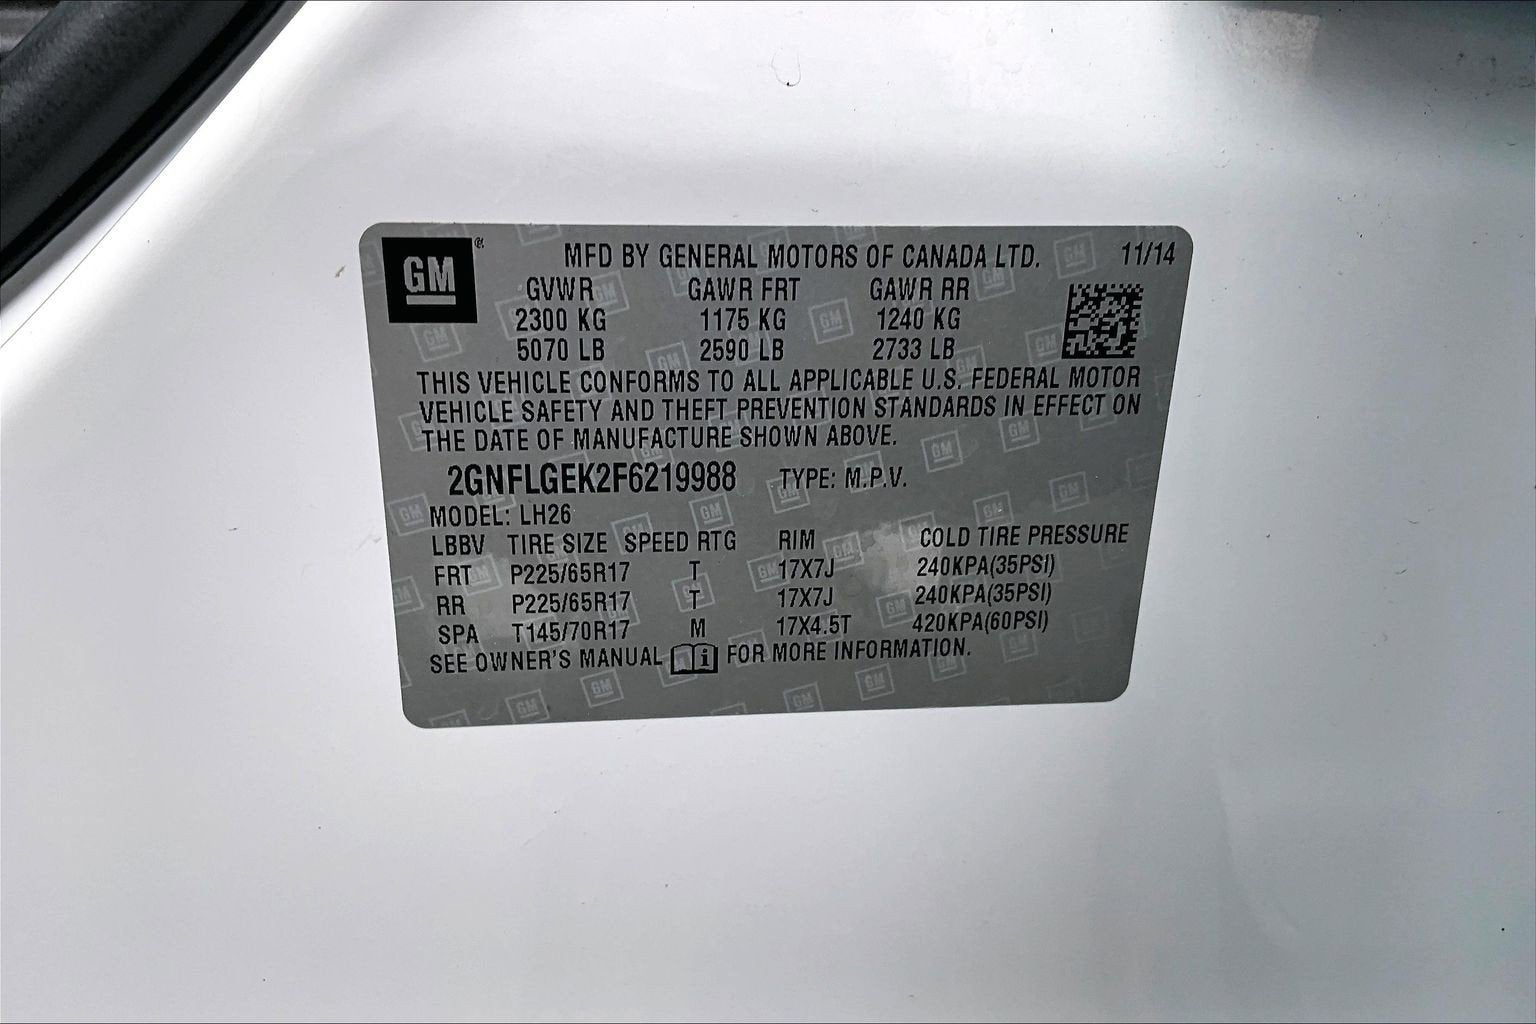 GM MFD BY GENERAL MOTORS OF CANADA LTD. 11/14
GVWR GAWR FRT GAWR RR
2300 KG 1175 KG 1240 KG
5070 LB 2590 LB 2733 LB
THIS VEHICLE CONFORMS TO ALL APPLICABLE U.S. FEDERAL MOTOR
VEHICLE SAFETY AND THEFT PREVENTION STANDARDS IN EFFECT ON
THE DATE OF MANUFACTURE SHOWN ABOVE.
2GNFLGEK2F6219988 TYPE: M.P.V.
MODEL: LH26
LBBV TIRE SIZE SPEED RTG RIM COLD TIRE PRESSURE
FRT P225/65R17 T 17X7J 240KPA(35PSI)
RR P225/65R17 T 17X7J 240KPA(35PSI)
SPA T145/70R17 M 17X4.5T 420KPA(60PSI)
SEE OWNER'S MANUAL i FOR MORE INFORMATION.